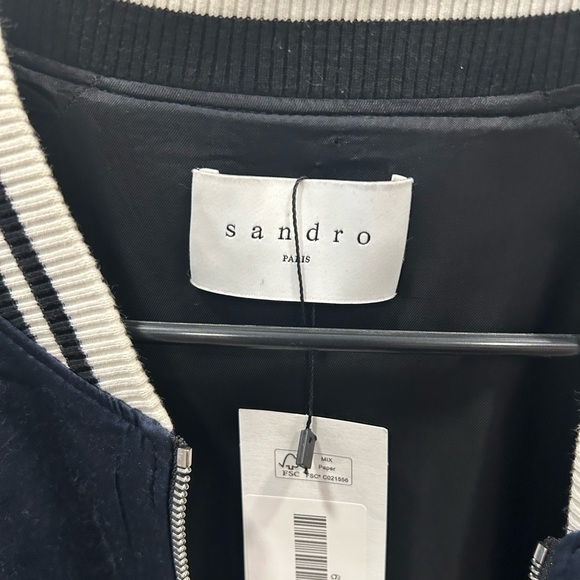 sandro
PARIS
MIX
Paper
FSC
FSC® C021556